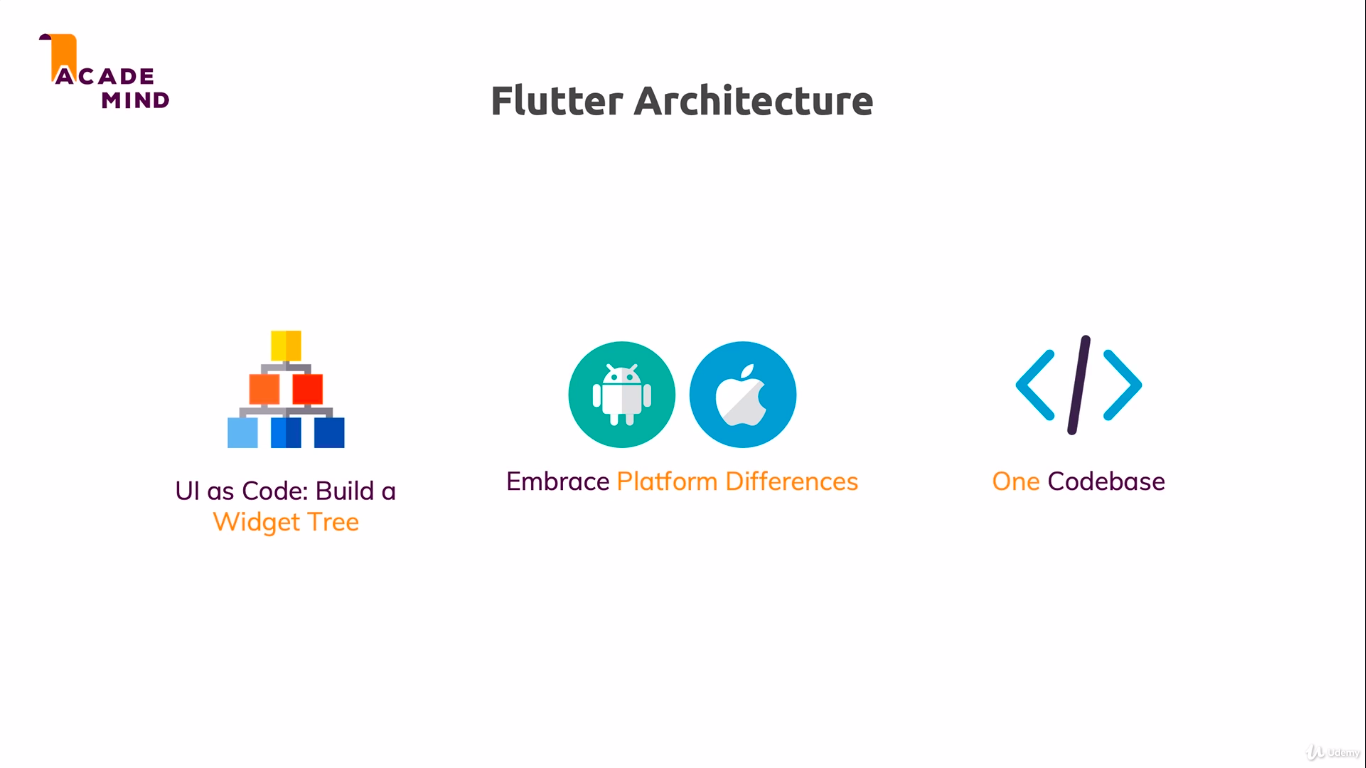 ACADE
MIND
Flutter Architecture
UI as Code: Build a
Widget Tree
Embrace Platform Differences
One Codebase
Udemy